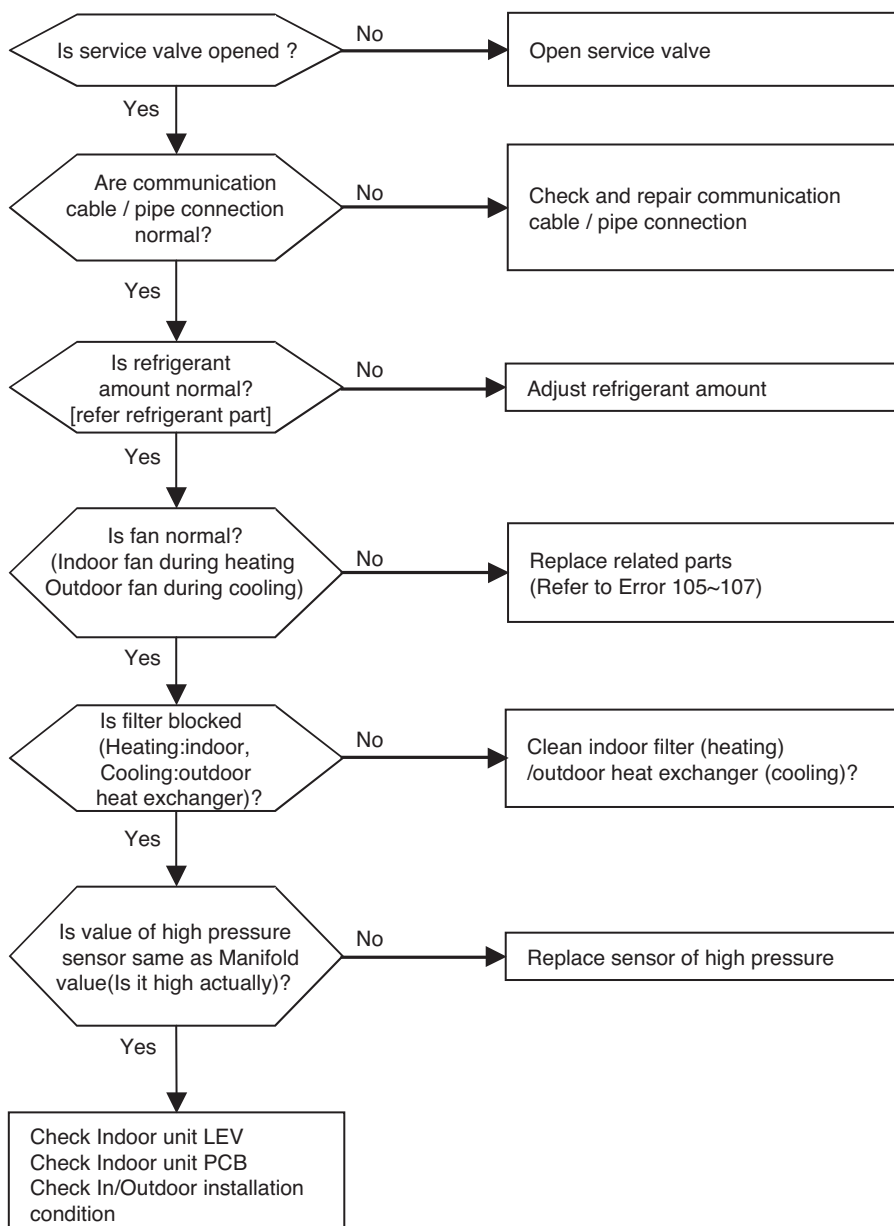 Is service valve opened ?
No
Open service valve
Yes
Are communication
cable / pipe connection
normal?
No
Check and repair communication
cable / pipe connection
Yes
Is refrigerant
amount normal?
[refer refrigerant part]
No
Adjust refrigerant amount
Yes
Is fan normal?
(Indoor fan during heating
Outdoor fan during cooling)
No
Replace related parts
(Refer to Error 105~107)
Yes
Is filter blocked
(Heating:indoor,
Cooling:outdoor
heat exchanger)?
No
Clean indoor filter (heating)
/outdoor heat exchanger (cooling)?
Yes
Is value of high pressure
sensor same as Manifold
value(Is it high actually)?
No
Replace sensor of high pressure
Yes
Check Indoor unit LEV
Check Indoor unit PCB
Check In/Outdoor installation
condition